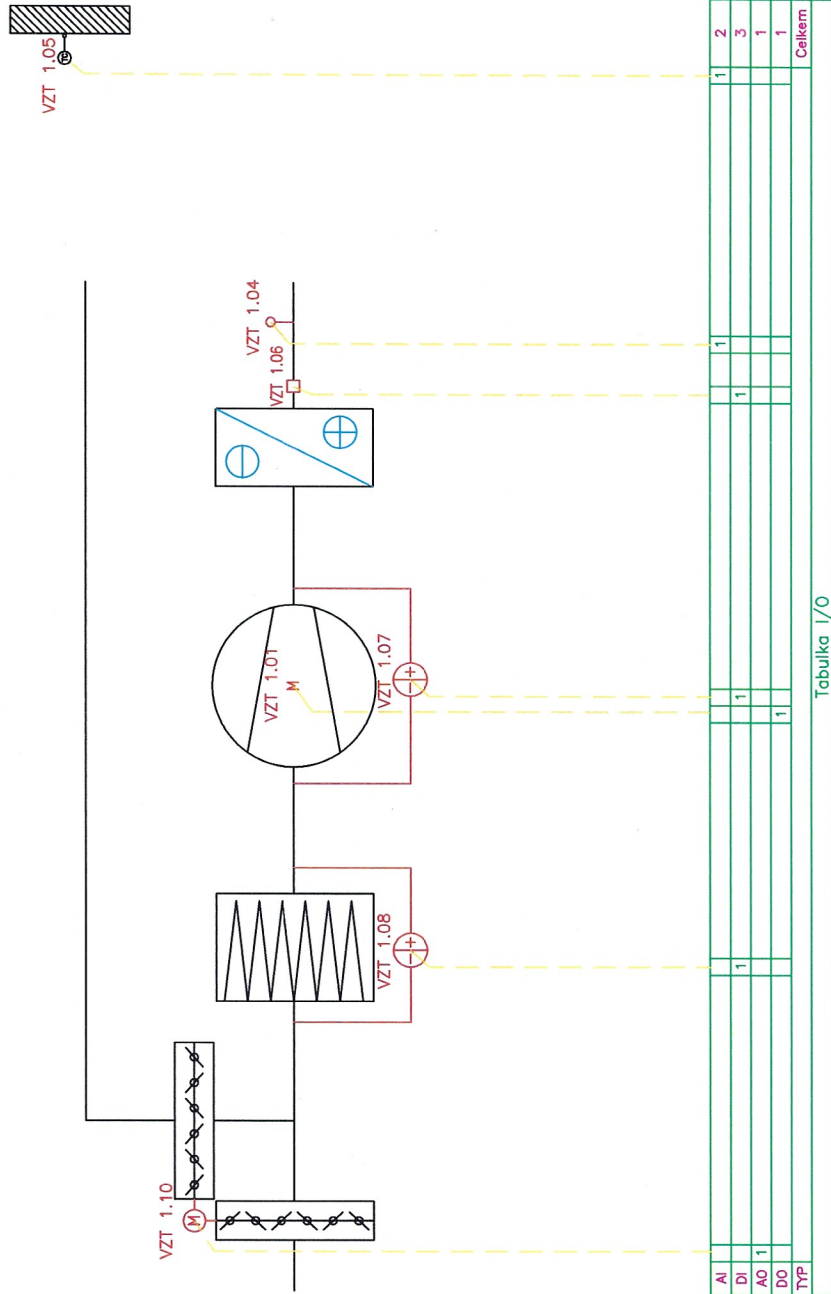 VZT 1.05
TC
VZT 1.04
VZT 1.06
VZT 1.01
M
VZT 1.07
- +
VZT 1.08
- +
VZT 1.10
M
AI 1 1 2
DI 1 1 1 3
AO 1 1
DO 1 1
TYP Celkem
Tabulka I/O